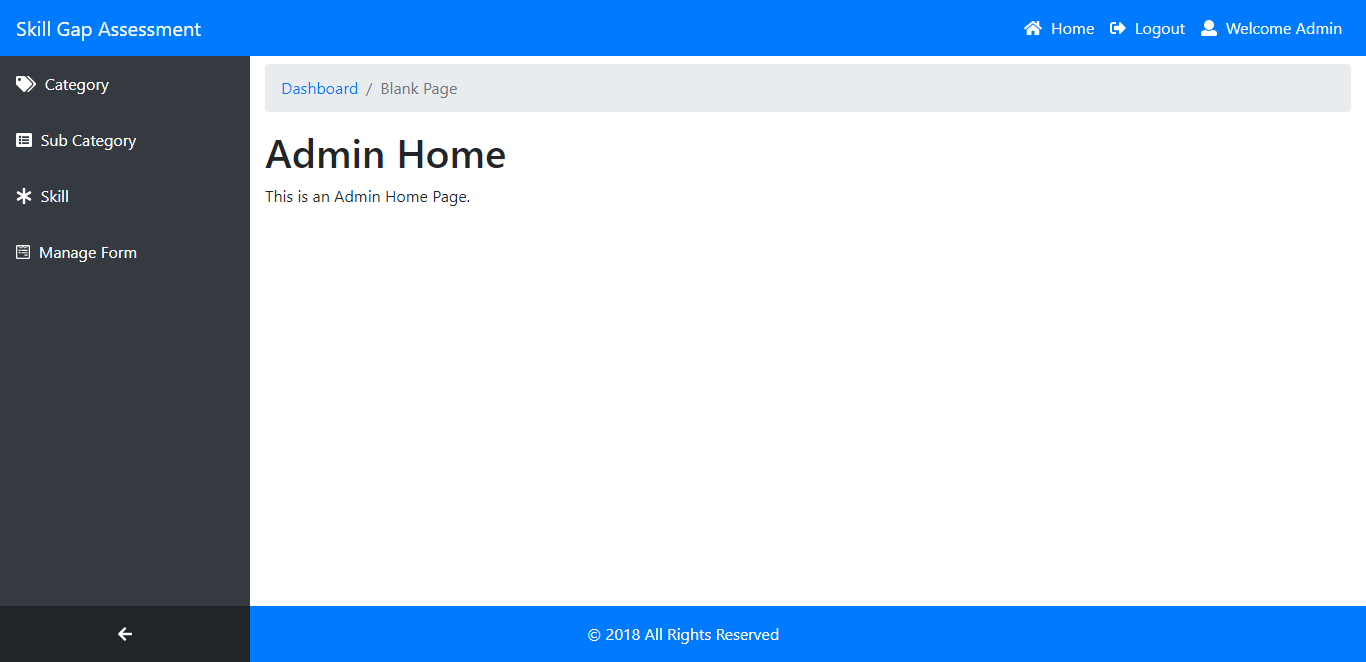 Skill Gap Assessment
Home Logout Welcome Admin
Category
Sub Category
Skill
Manage Form
Dashboard / Blank Page
Admin Home
This is an Admin Home Page.
© 2018 All Rights Reserved